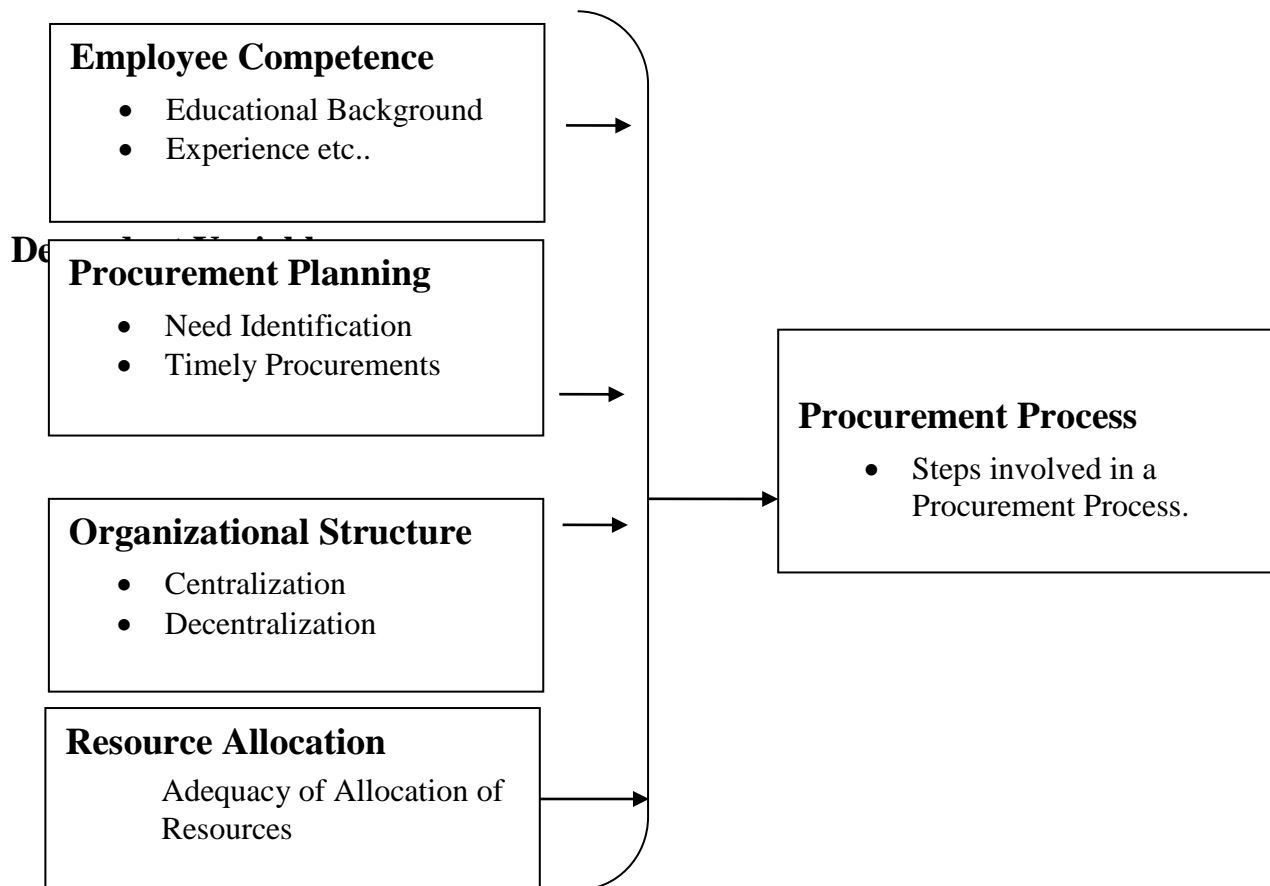 Employee Competence
• Educational Background
• Experience etc..
Procurement Planning
• Need Identification
• Timely Procurements
Organizational Structure
• Centralization
• Decentralization
Resource Allocation
Adequacy of Allocation of
Resources
Procurement Process
• Steps involved in a
Procurement Process.